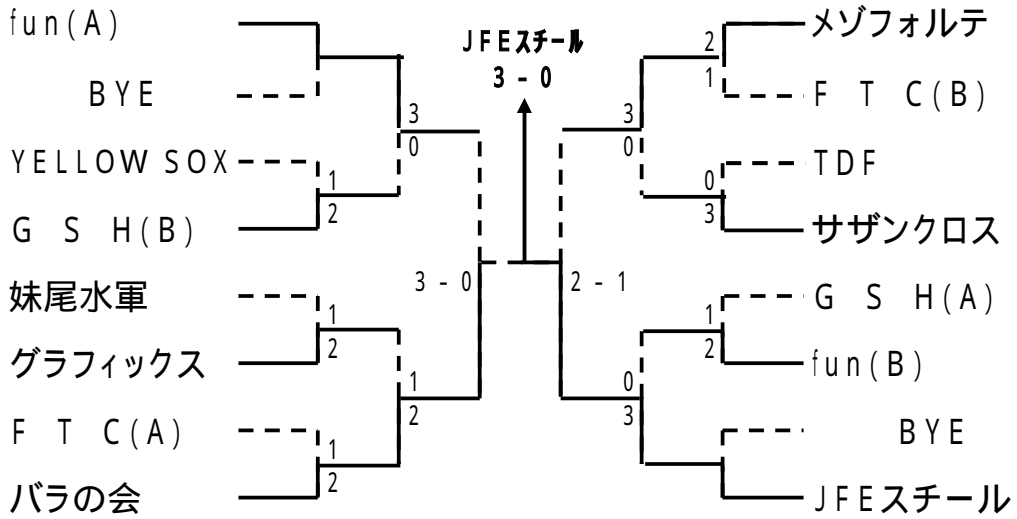 fun(A)
BYE
YELLOW SOX
G S H(B)
妹尾水軍
グラフィックス
F T C(A)
バラの会
1
2
1
2
1
2
3
0
1
2
3 - 0
JFEスチール
3 - 0
2 - 1
3
0
0
3
2
1
0
3
1
2
メゾフォルテ
F T C(B)
TDF
サザンクロス
G S H(A)
fun(B)
BYE
JFEスチール